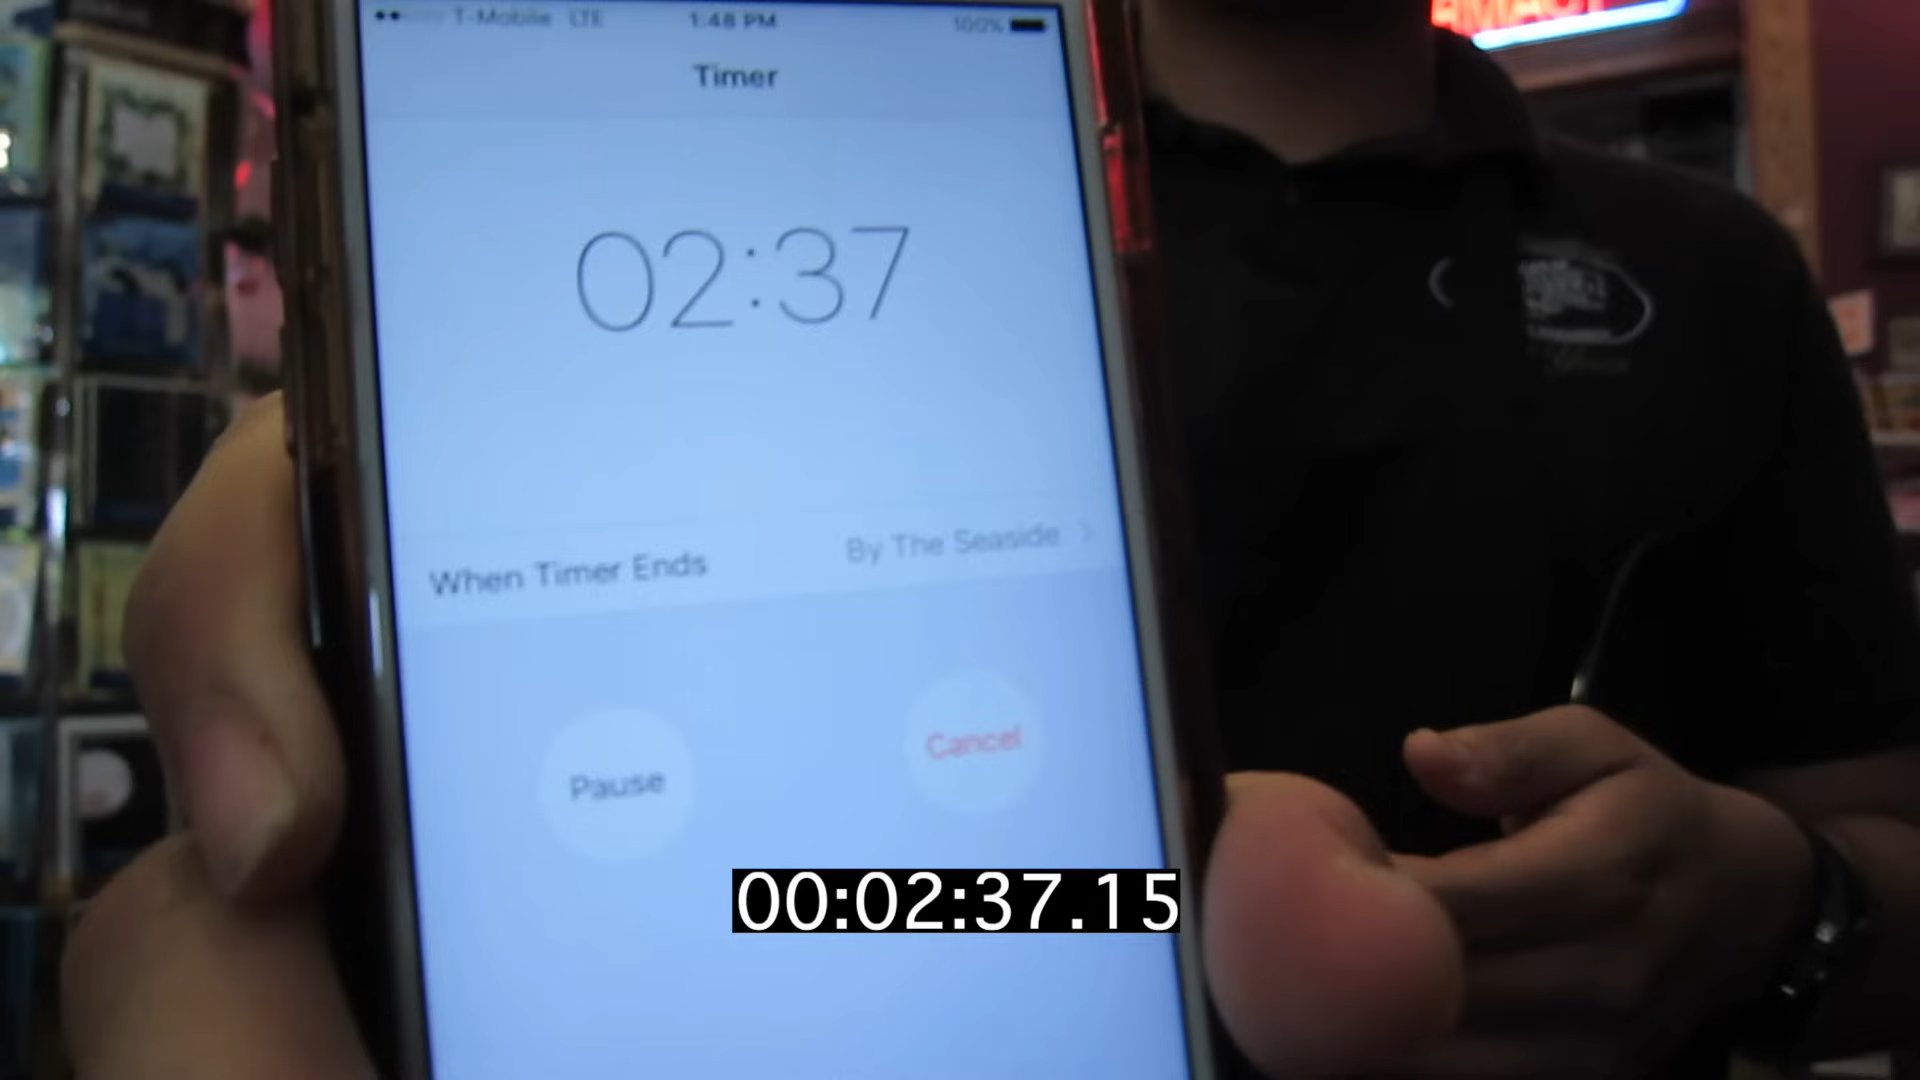 T-Mobile LTE 1:48 PM 100%
Timer
02:37
When Timer Ends By The Seaside >
Pause Cancel
00:02:37.15